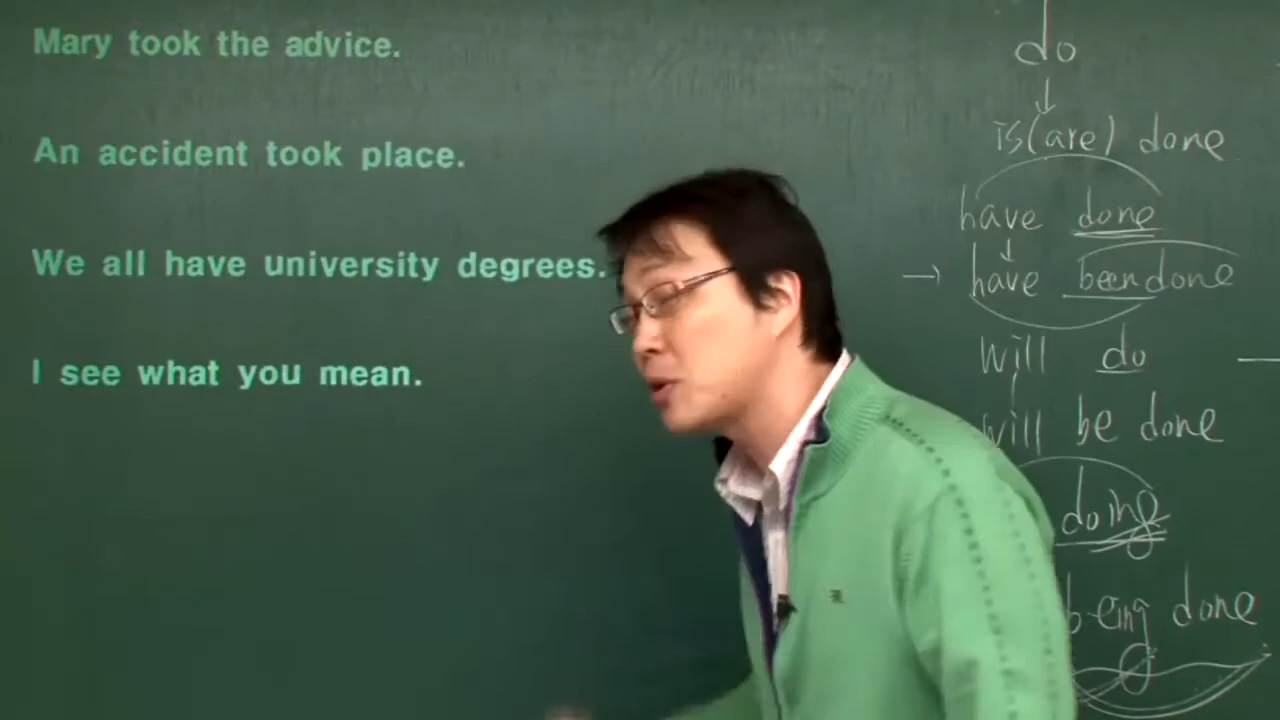 Mary took the advice.
An accident took place.
We all have university degrees.
I see what you mean.
do
is(are) done
have done
have been done
will do
will be done
doing
being done